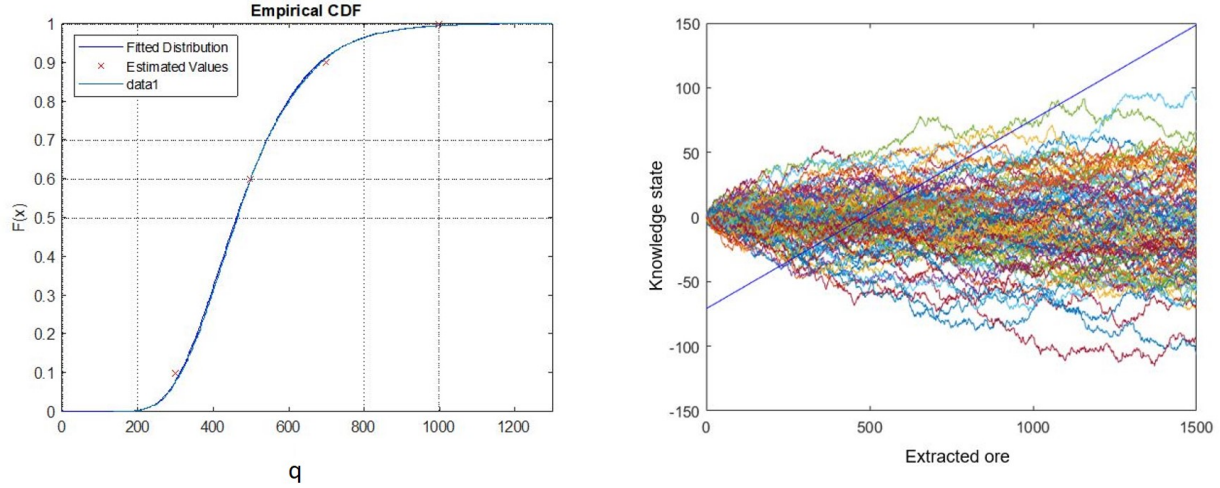 Empirical CDF
Fitted Distribution
Estimated Values
data1
F(x)
1
0.9
0.8
0.7
0.6
0.5
0.4
0.3
0.2
0.1
0
0 200 400 600 800 1000 1200
q
Knowledge state
150
100
50
0
-50
-100
-150
0 500 1000 1500
Extracted ore